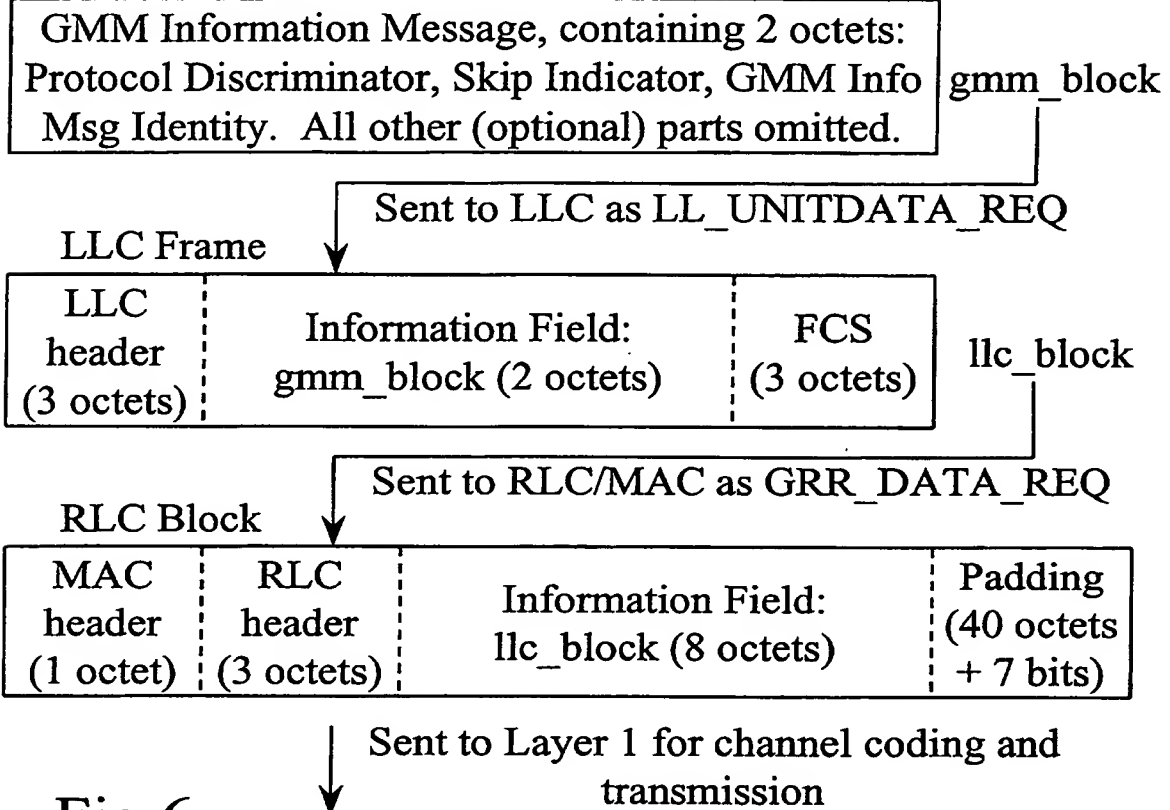 GMM Information Message, containing 2 octets:
Protocol Discriminator, Skip Indicator, GMM Info
Msg Identity. All other (optional) parts omitted.
gmm_block
Sent to LLC as LL_UNITDATA_REQ
LLC Frame
LLC
header
(3 octets)
Information Field:
gmm_block (2 octets)
FCS
(3 octets)
llc_block
Sent to RLC/MAC as GRR_DATA_REQ
RLC Block
MAC
header
(1 octet)
RLC
header
(3 octets)
Information Field:
llc_block (8 octets)
Padding
(40 octets
+ 7 bits)
Sent to Layer 1 for channel coding and
transmission
Fig 6